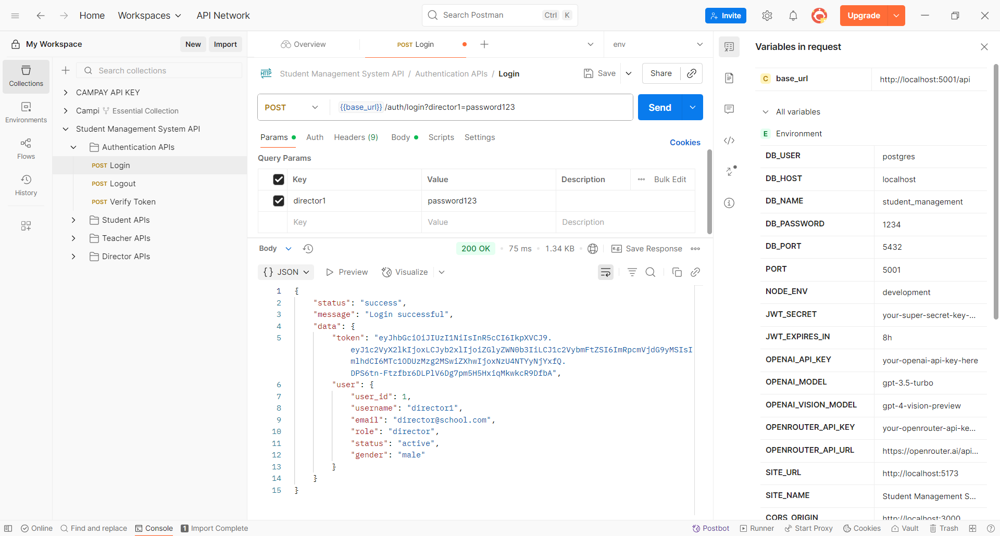 Home Workspaces API Network Search Postman Ctrl K Invite Upgrade
My Workspace New Import
Overview POST Login env
Collections
Environments
Flows
History
Search collections
CAMPAY API KEY
Campi Essential Collection
Student Management System API
Authentication APIs
POST Login
POST Logout
POST Verify Token
Student APIs
Teacher APIs
Director APIs
HTTP Student Management System API / Authentication APIs / Login Save Share
POST {{base_url}}/auth/login?director1=password123 Send
Params Auth Headers (9) Body Scripts Settings Cookies
Query Params
Key Value Description Bulk Edit
director1 password123
Key Value Description
Body 200 OK 75 ms 1.34 KB e.g. Save Response
{} JSON Preview Visualize
1 {
2 "status": "success",
3 "message": "Login successful",
4 "data": {
5 "token": "eyJhbGciOiJIUzI1NiIsInR5cCI6IkpXVCJ9.
eyJ1c2VyX2lkIjoxLCJyb2xlIjoiZGlyZWN0b3IiLCJ1c2VybmFtZSI6ImRpcmVjdG9yMSIsI
mlhdCI6MTc1ODUzMzg2MSwiZXhwIjoxNzU4NTYyNjYxfQ.
DPS6tn-Ftzfbr6DLPlV6Dg7pm5H5HxiqMkwkcR9DfbA",
6 "user": {
7 "user_id": 1,
8 "username": "director1",
9 "email": "director@school.com",
10 "role": "director",
11 "status": "active",
12 "gender": "male"
13 }
14 }
15 }
Variables in request
C base_url http://localhost:5001/api
All variables
E Environment
DB_USER postgres
DB_HOST localhost
DB_NAME student_management
DB_PASSWORD 1234
DB_PORT 5432
PORT 5001
NODE_ENV development
JWT_SECRET your-super-secret-key-...
JWT_EXPIRES_IN 8h
OPENAI_API_KEY your-openai-api-key-here
OPENAI_MODEL gpt-3.5-turbo
OPENAI_VISION_MODEL gpt-4-vision-preview
OPENROUTER_API_KEY your-openrouter-api-ke...
OPENROUTER_API_URL https://openrouter.ai/api...
SITE_URL http://localhost:5173
SITE_NAME Student Management S...
CORS_ORIGIN http://localhost:3000
Online Find and replace Console 1 Import Complete Postbot Runner Start Proxy Cookies Vault Trash